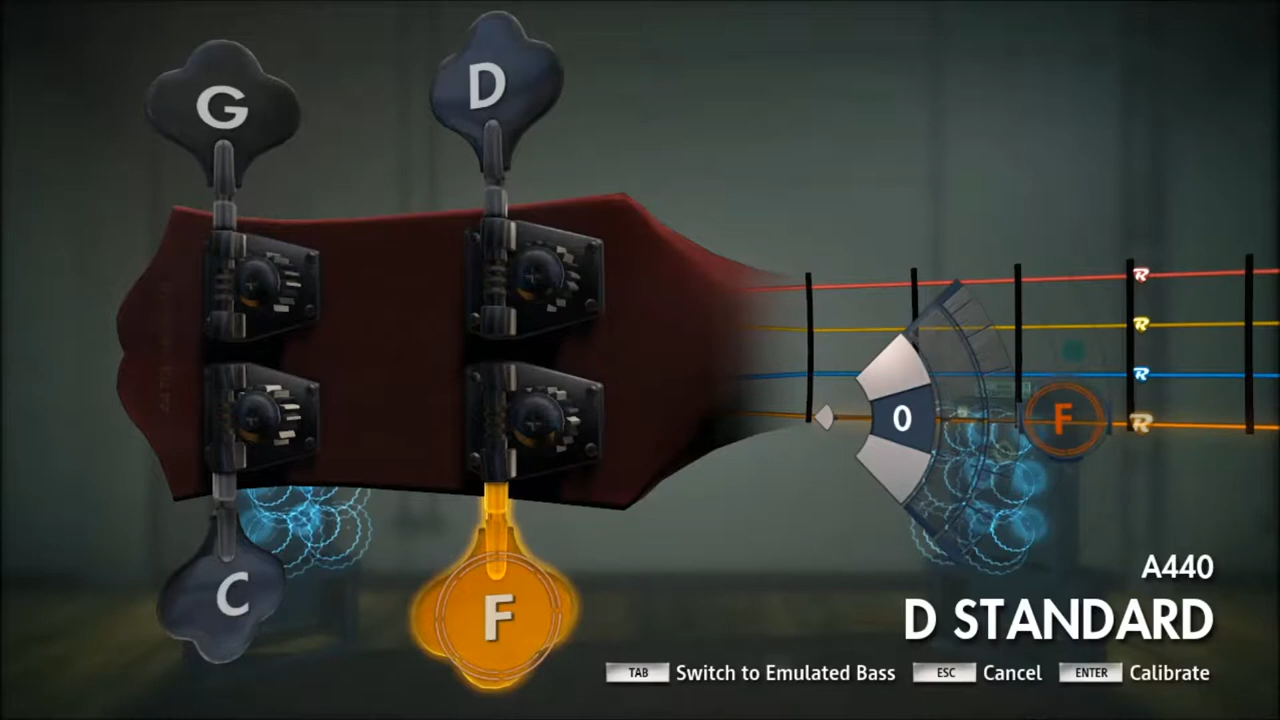 G
D
R
R
R
R
0
F
C
F
A440
D STANDARD
TAB Switch to Emulated Bass ESC Cancel ENTER Calibrate